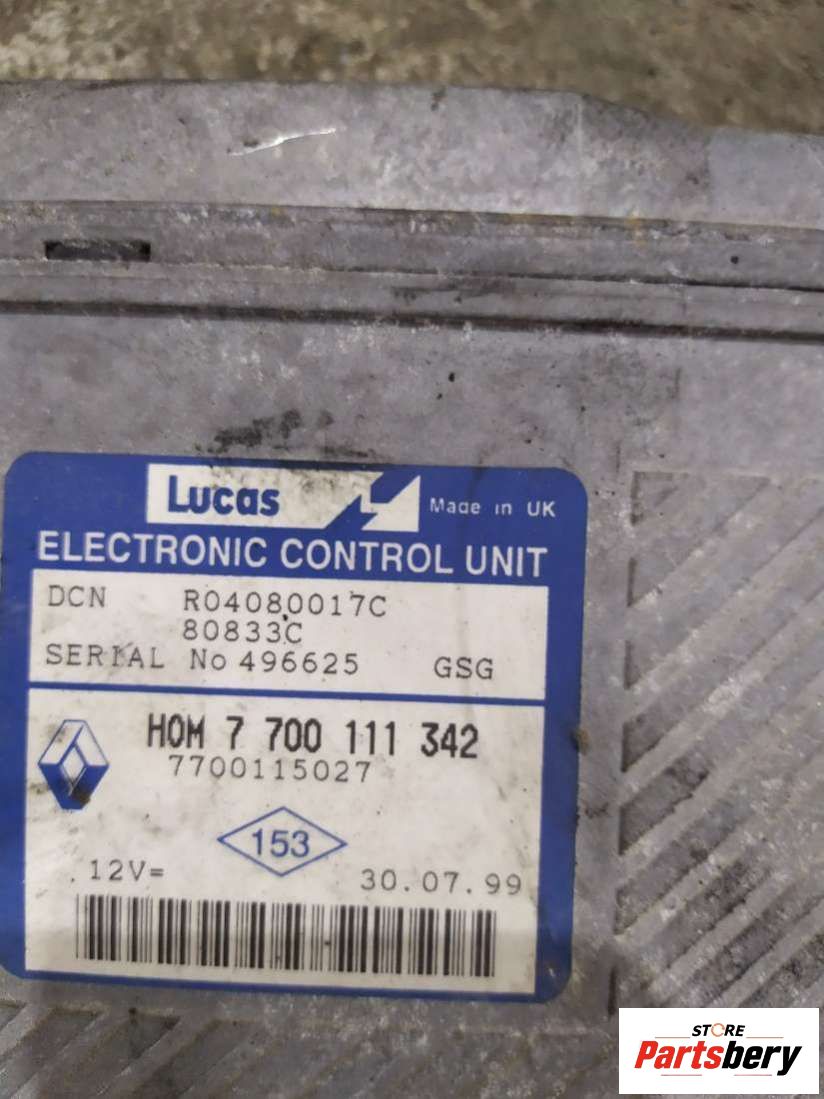 Lucas Made in UK
ELECTRONIC CONTROL UNIT
DCN R04080017C
80833C
SERIAL No 496625 GSG
HOM 7 700 111 342
7700115027
153
12V= 30.07.99
STORE
Partsbery